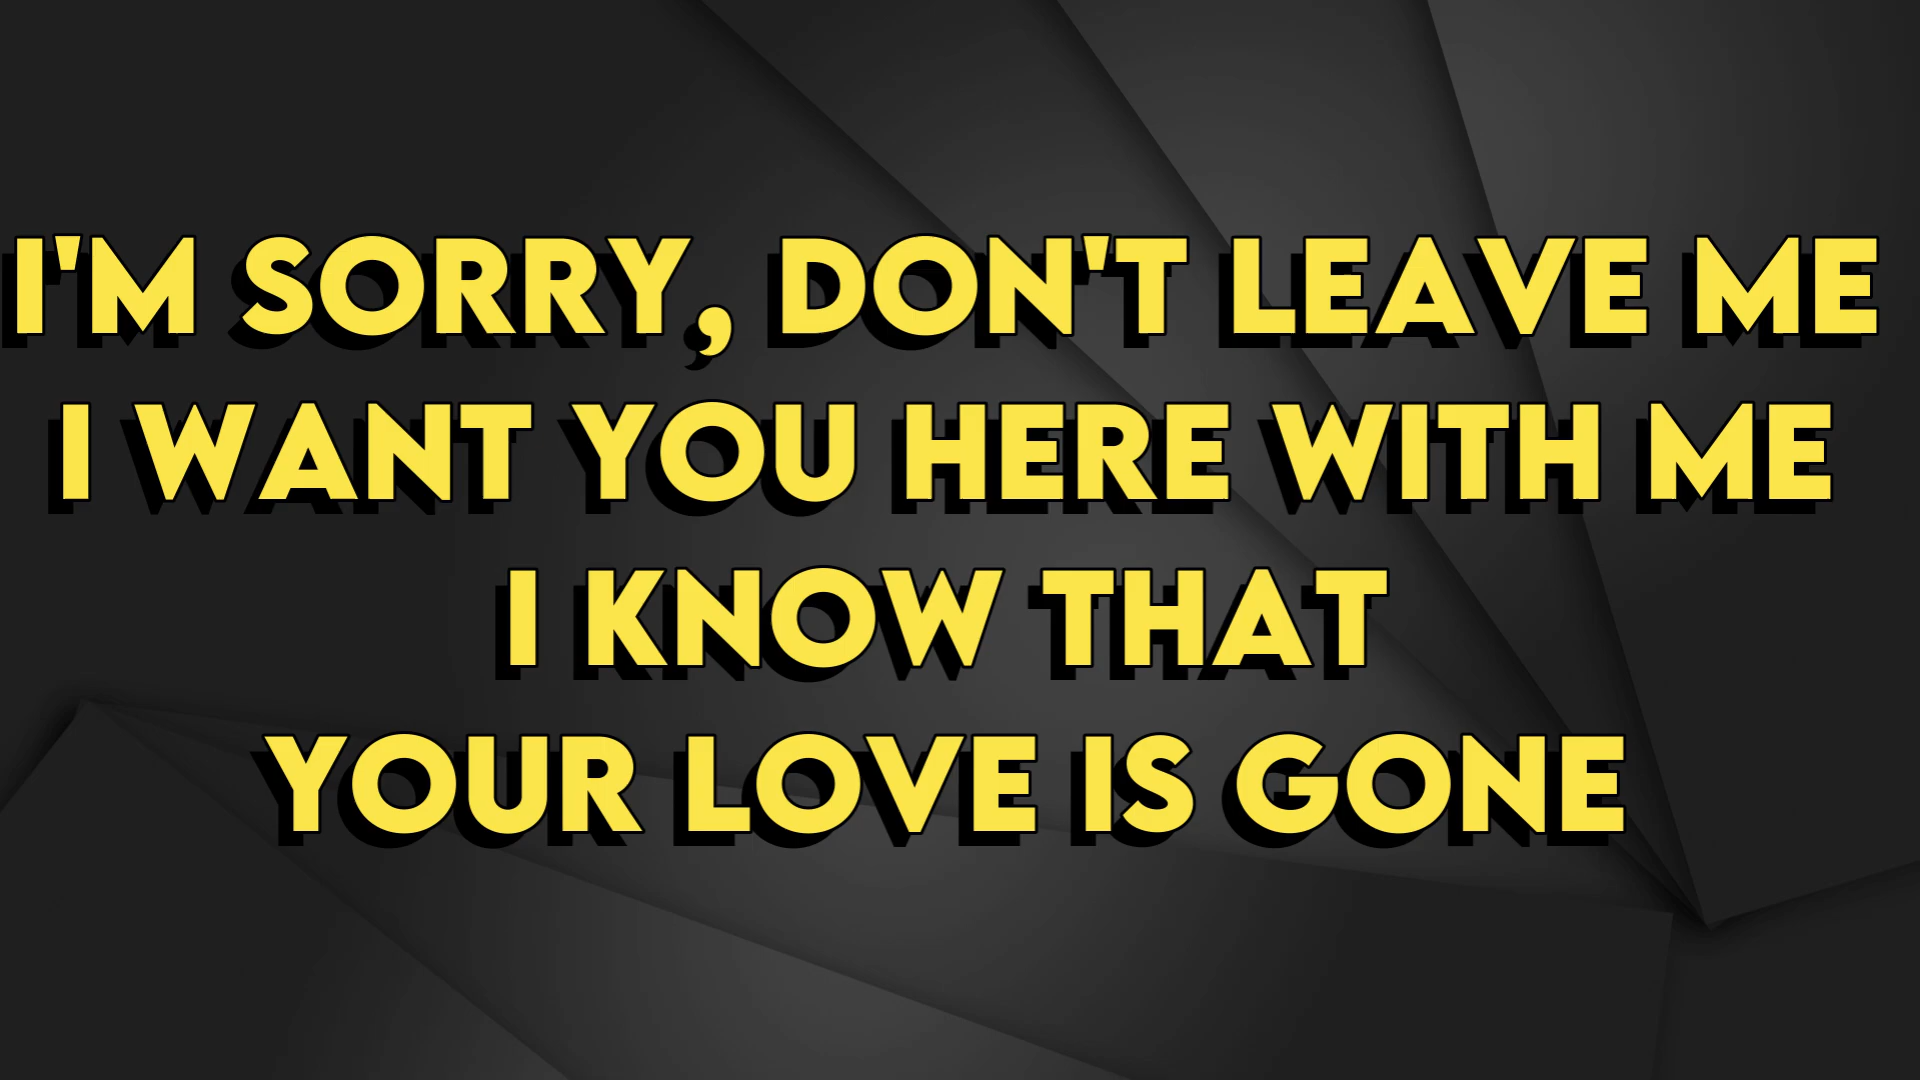 I'M SORRY, DON'T LEAVE ME
I WANT YOU HERE WITH ME
I KNOW THAT
YOUR LOVE IS GONE